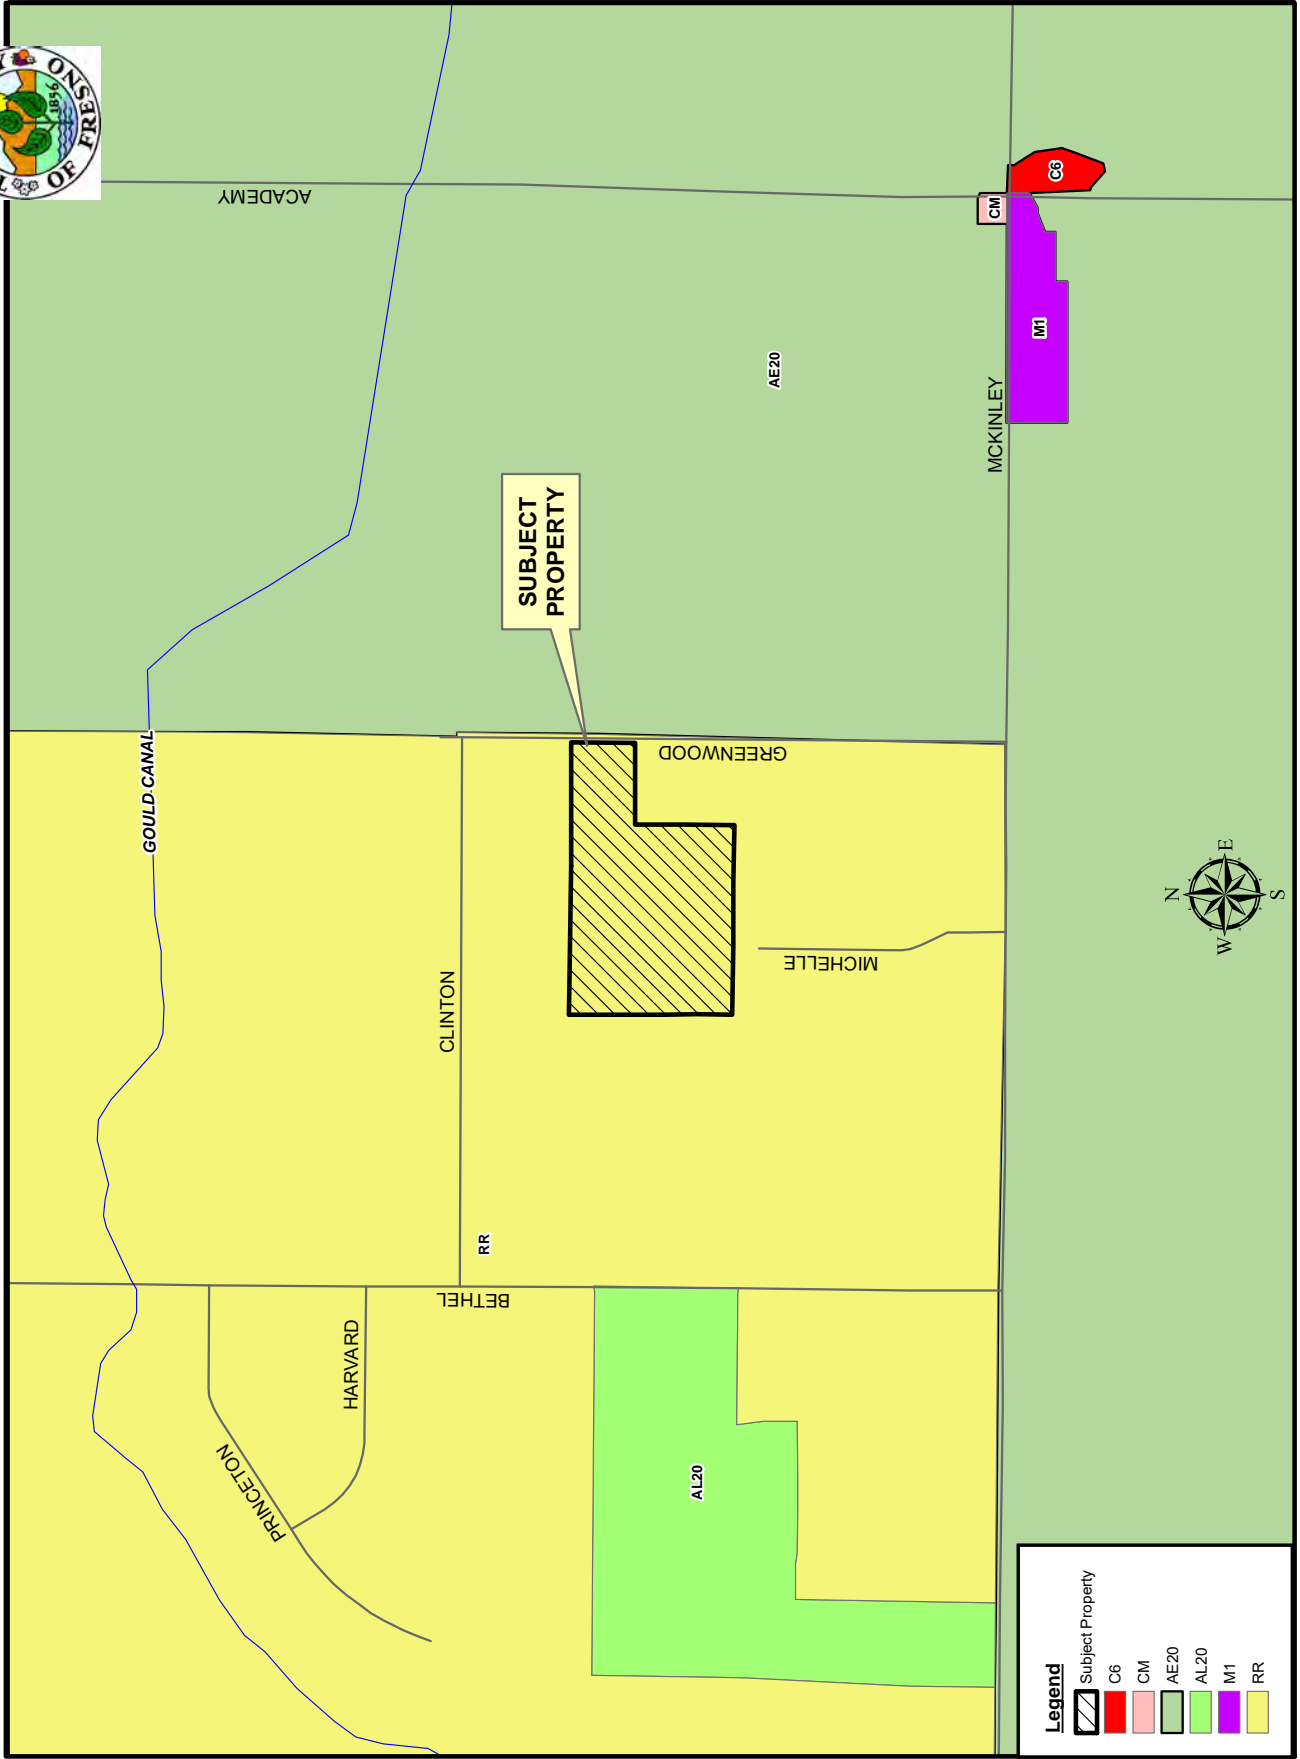 L OF FRESNO
1856
ACADEMY
GOULD CANAL
C6
CM
M1
AE20
MCKINLEY
SUBJECT
PROPERTY
GREENWOOD
MICHELLE
CLINTON
RR
BETHEL
HARVARD
PRINCETON
AL20
N
W
E
S
Legend
Subject Property
C6
CM
AE20
AL20
M1
RR